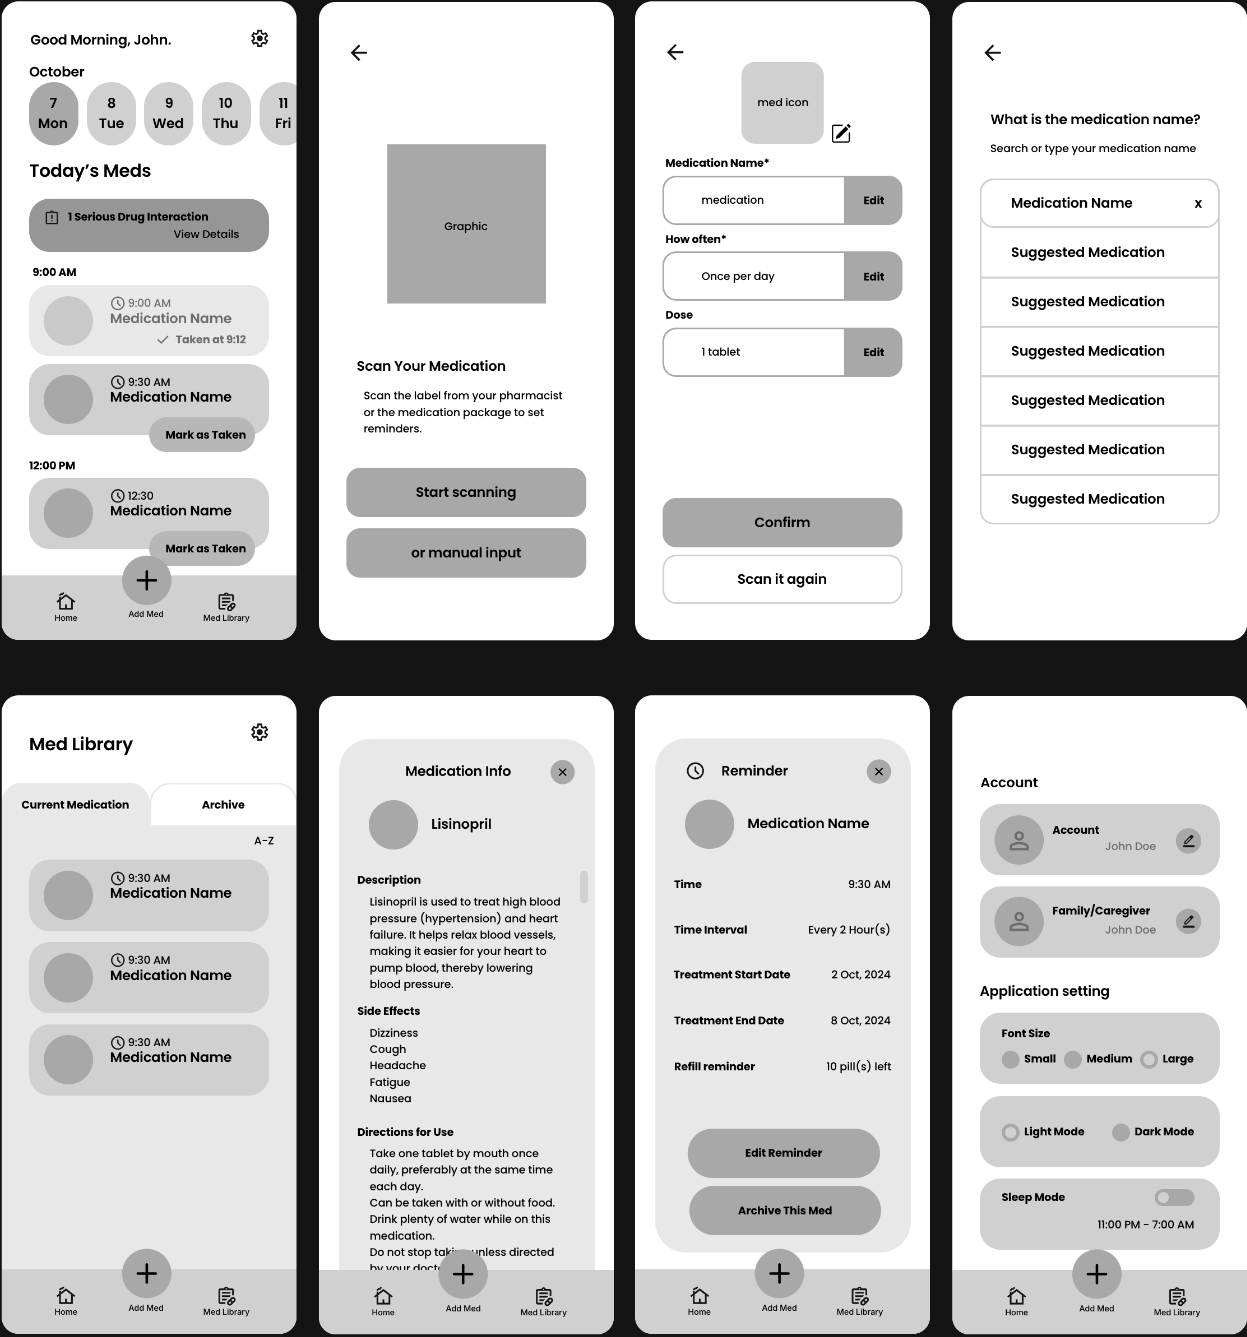 Good Morning, John.
October
7 8 9 10 11
Mon Tue Wed Thu Fri
Today's Meds
1 Serious Drug Interaction
View Details
9:00 AM
9:00 AM
Medication Name
Taken at 9:12
9:30 AM
Medication Name
Mark as Taken
12:00 PM
12:30
Medication Name
Mark as Taken
Home
Add Med
Med Library
Graphic
Scan Your Medication
Scan the label from your pharmacist
or the medication package to set
reminders.
Start scanning
or manual input
med icon
Medication Name*
medication Edit
How often*
Once per day Edit
Dose
1 tablet Edit
Confirm
Scan it again
What is the medication name?
Search or type your medication name
Medication Name x
Suggested Medication
Suggested Medication
Suggested Medication
Suggested Medication
Suggested Medication
Suggested Medication
Med Library
Current Medication Archive
A-Z
9:30 AM
Medication Name
9:30 AM
Medication Name
9:30 AM
Medication Name
Home
Add Med
Med Library
Medication Info
Lisinopril
Description
Lisinopril is used to treat high blood
pressure (hypertension) and heart
failure. It helps relax blood vessels,
making it easier for your heart to
pump blood, thereby lowering
blood pressure.
Side Effects
Dizziness
Cough
Headache
Fatigue
Nausea
Directions for Use
Take one tablet by mouth once
daily, preferably at the same time
each day.
Can be taken with or without food.
Drink plenty of water while on this
medication.
Do not stop taking unless directed
by your doct
Home
Add Med
Med Library
Reminder
Medication Name
Time 9:30 AM
Time Interval Every 2 Hour(s)
Treatment Start Date 2 Oct, 2024
Treatment End Date 8 Oct, 2024
Refill reminder 10 pill(s) left
Edit Reminder
Archive This Med
Home
Add Med
Med Library
Account
Account
John Doe
Family/Caregiver
John Doe
Application setting
Font Size
Small Medium Large
Light Mode Dark Mode
Sleep Mode
11:00 PM - 7:00 AM
Home
Add Med
Med Library